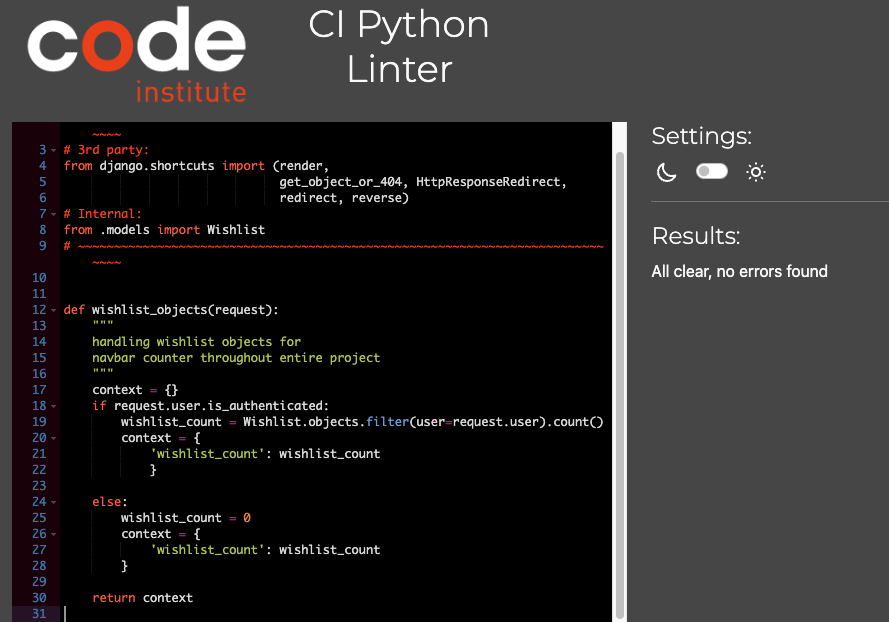 code
institute
CI Python
Linter
~~~~
3 # 3rd party:
4 from django.shortcuts import (render,
5                               get_object_or_404, HttpResponseRedirect,
6                               redirect, reverse)
7 # Internal:
8 from .models import Wishlist
9 # ~~~~~~~~~~~~~~~~~~~~~~~~~~~~~~~~~~~~~~~~~~~~~~~~~~~~~~~~~~~~~~~~~~~~~~~~~
~~~~
10
11
12 def wishlist_objects(request):
13     """
14     handling wishlist objects for
15     navbar counter throughout entire project
16     """
17     context = {}
18     if request.user.is_authenticated:
19         wishlist_count = Wishlist.objects.filter(user=request.user).count()
20         context = {
21             'wishlist_count': wishlist_count
22             }
23
24     else:
25         wishlist_count = 0
26         context = {
27             'wishlist_count': wishlist_count
28         }
29
30     return context
31
Settings:
Results:
All clear, no errors found